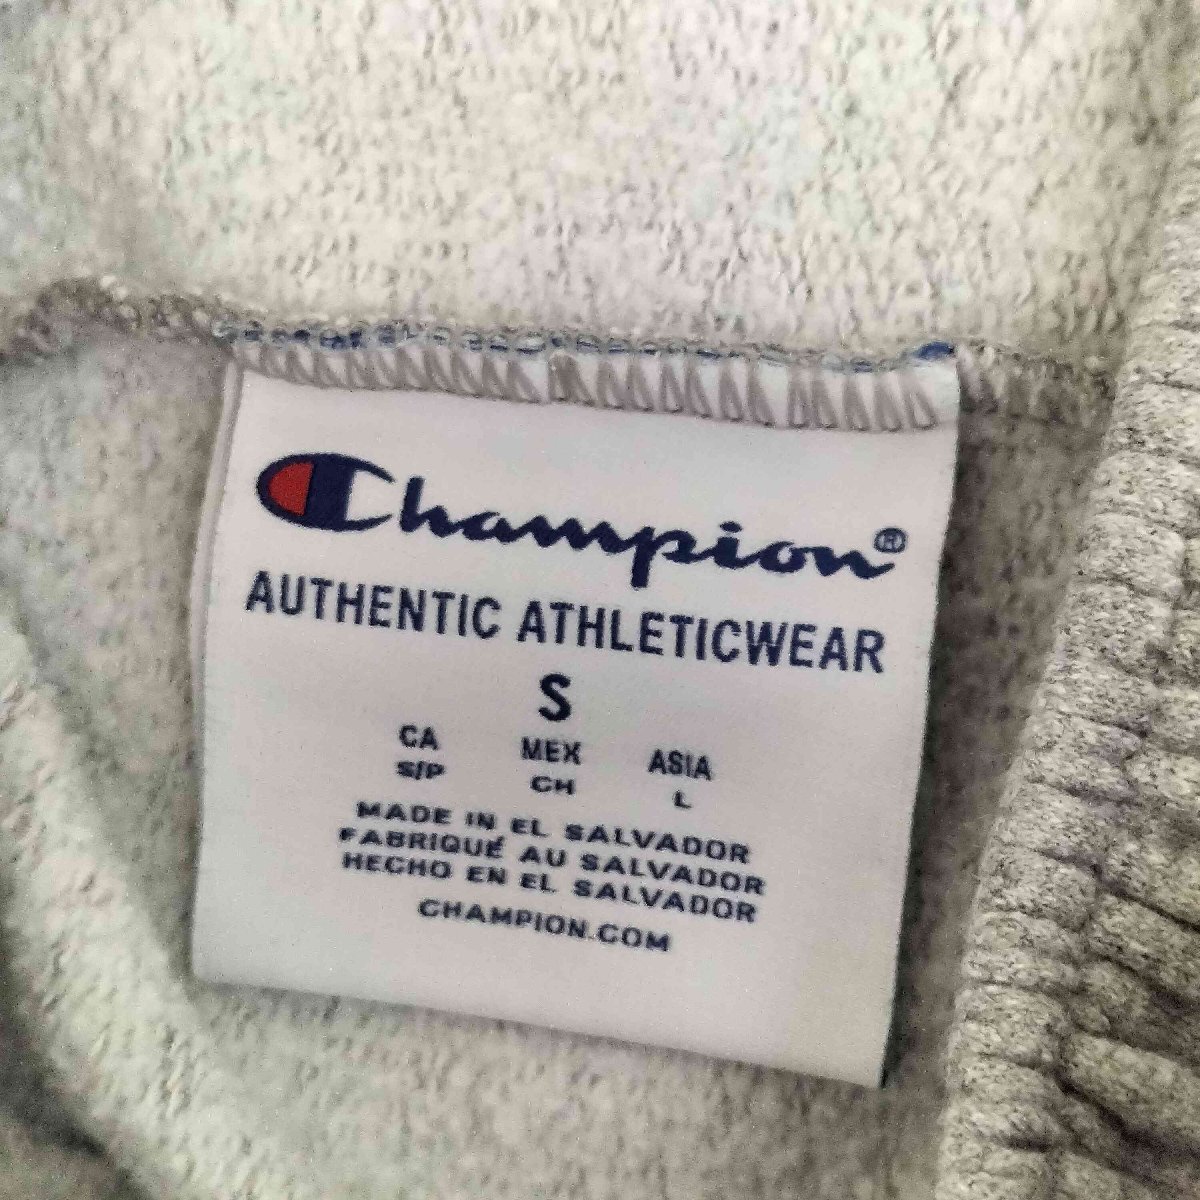 Champion®
AUTHENTIC ATHLETICWEAR
S
CA MEX ASIA
S/P CH L
MADE IN EL SALVADOR
FABRIQUÉ AU SALVADOR
HECHO EN EL SALVADOR
CHAMPION.COM